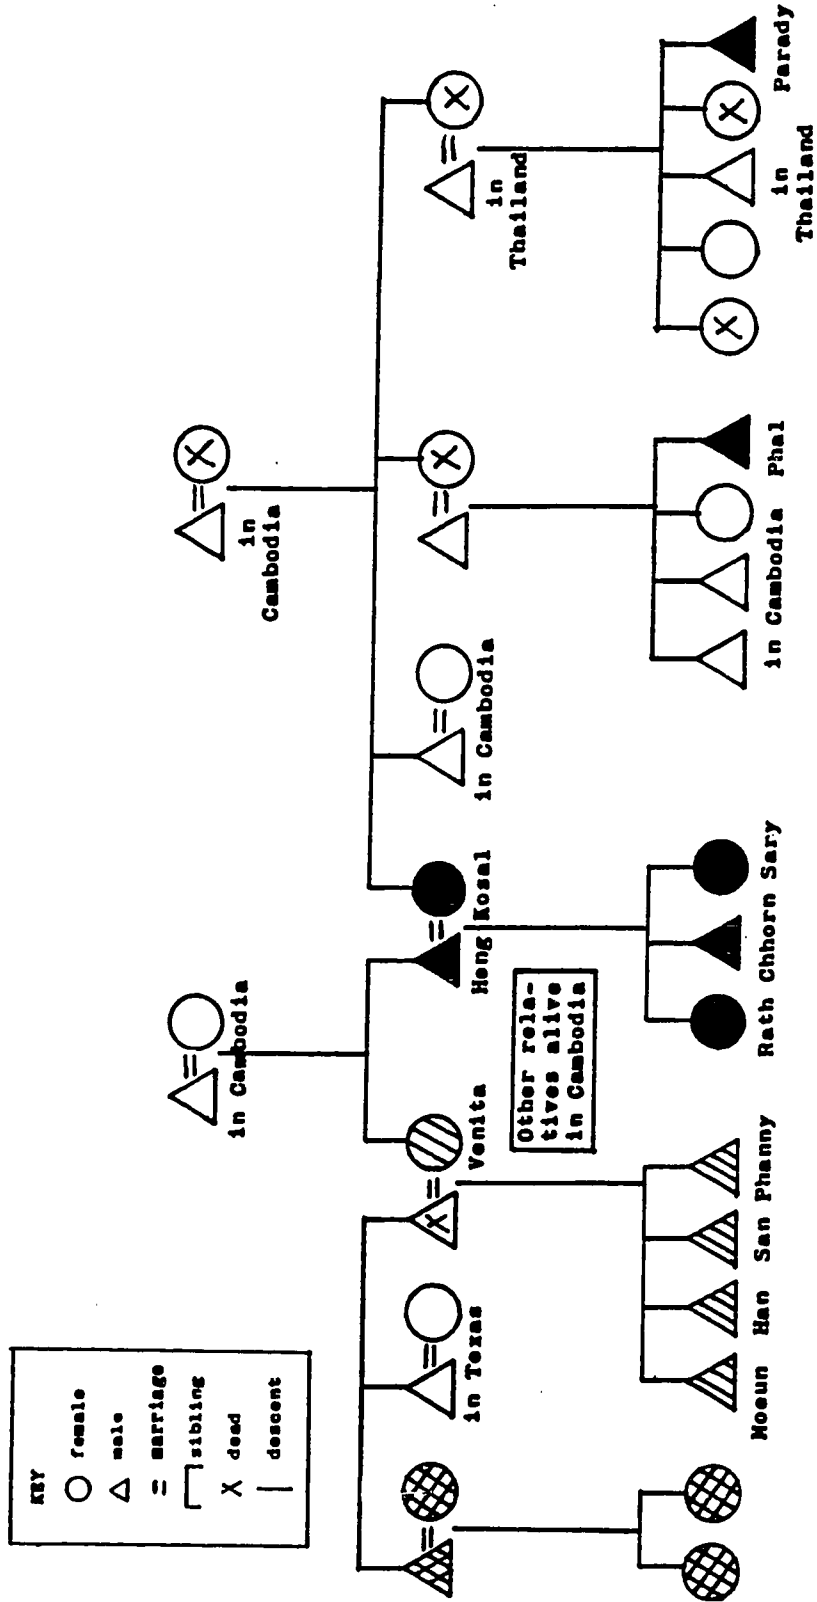 KEY
female
male
= marriage
sibling
X dead
descent
in
Cambodia
X
in Cambodia
X
in Texas
Venita
Heng Kosal
in Cambodia
X
X
in
Thailand
X
Other rela-
tives alive
in Cambodia
Moeun Han San Phanny
Rath Chhorn Sary
in Cambodia Phal
X
in
Thailand
X
Parady